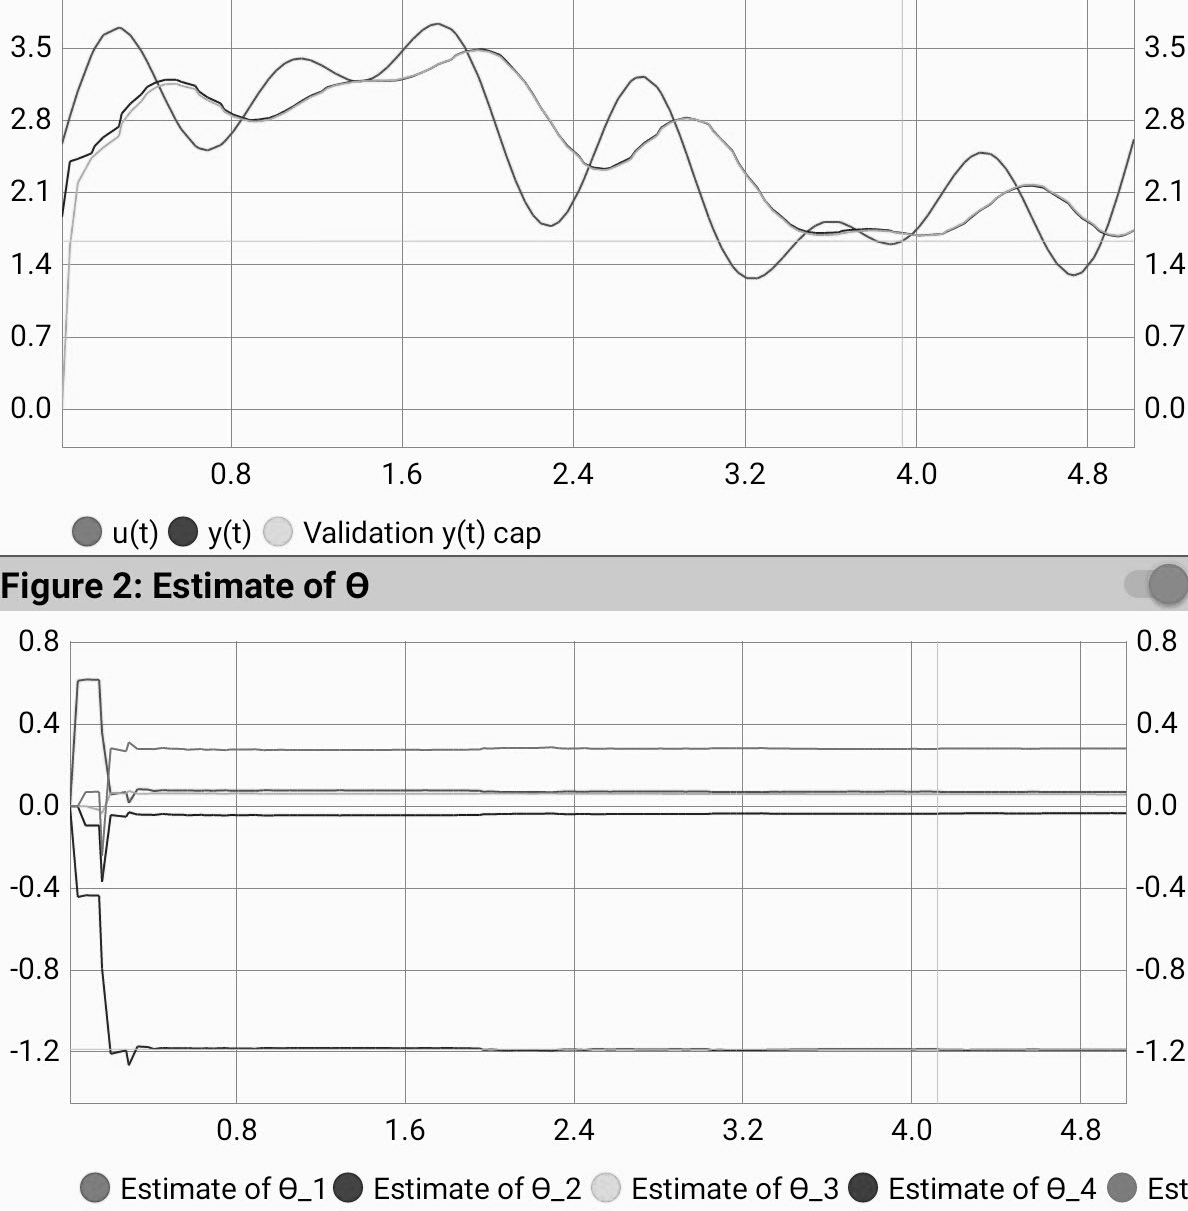 3.5 3.5
2.8 2.8
2.1 2.1
1.4 1.4
0.7 0.7
0.0 0.0
0.8 1.6 2.4 3.2 4.0 4.8
u(t) y(t) Validation y(t) cap
Figure 2: Estimate of Θ
0.8 0.8
0.4 0.4
0.0 0.0
-0.4 -0.4
-0.8 -0.8
-1.2 -1.2
0.8 1.6 2.4 3.2 4.0 4.8
Estimate of Θ_1 Estimate of Θ_2 Estimate of Θ_3 Estimate of Θ_4 Est